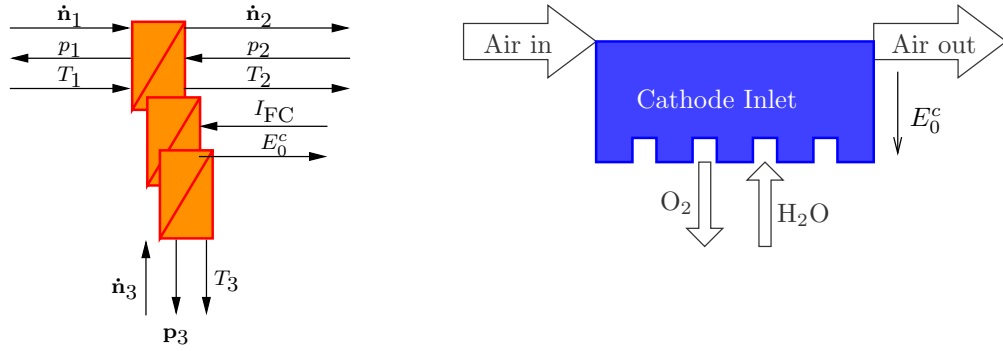 ṅ1 ṅ2
p1 p2
T1 T2
IFC
E0c
ṅ3
T3
p3
Air in
Air out
Cathode Inlet
E0c
O2
H2O